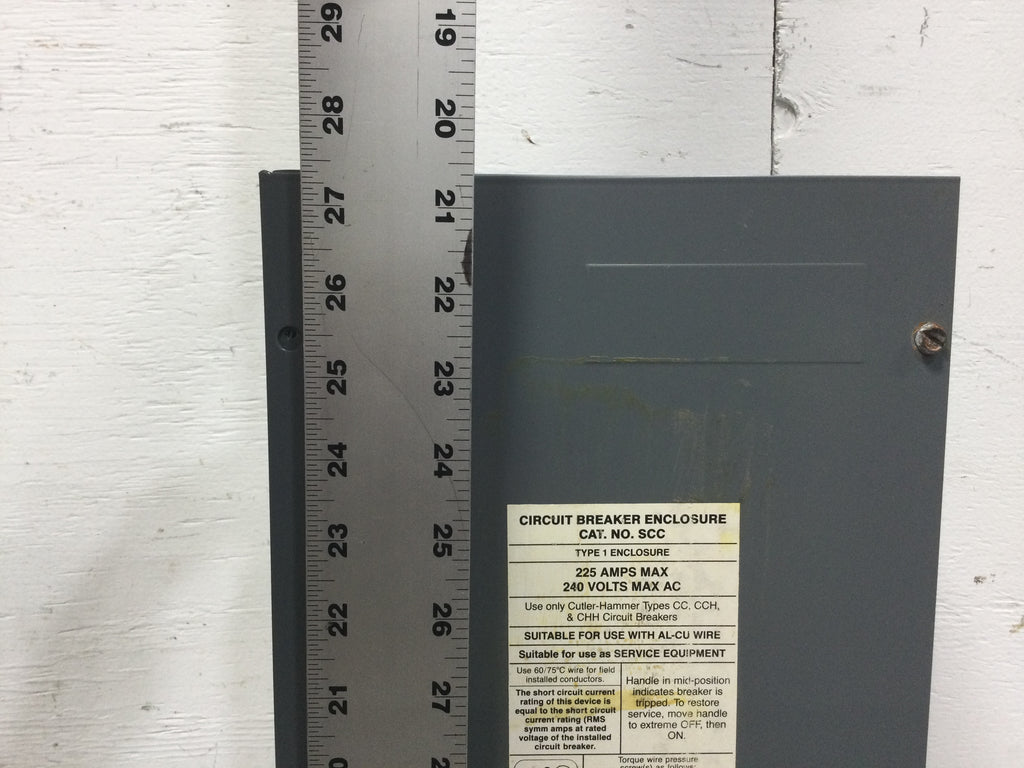 29 19
28 20
27 21
26 22
25 23
24 24
23 25
22 26
21 27
CIRCUIT BREAKER ENCLOSURE
CAT. NO. SCC
TYPE 1 ENCLOSURE
225 AMPS MAX
240 VOLTS MAX AC
Use only Cutler-Hammer Types CC, CCH,
& CHH Circuit Breakers
SUITABLE FOR USE WITH AL-CU WIRE
Suitable for use as SERVICE EQUIPMENT
Use 60/75°C wire for field
installed conductors.
The short circuit current
rating of this device is
equal to the short circuit
current rating (RMS
symm amps at rated
voltage of the installed
circuit breaker.
Handle in mid-position
indicates breaker is
tripped. To restore
service, move handle
to extreme OFF, then
ON.
Torque wire pressure
screw(s) as follows: